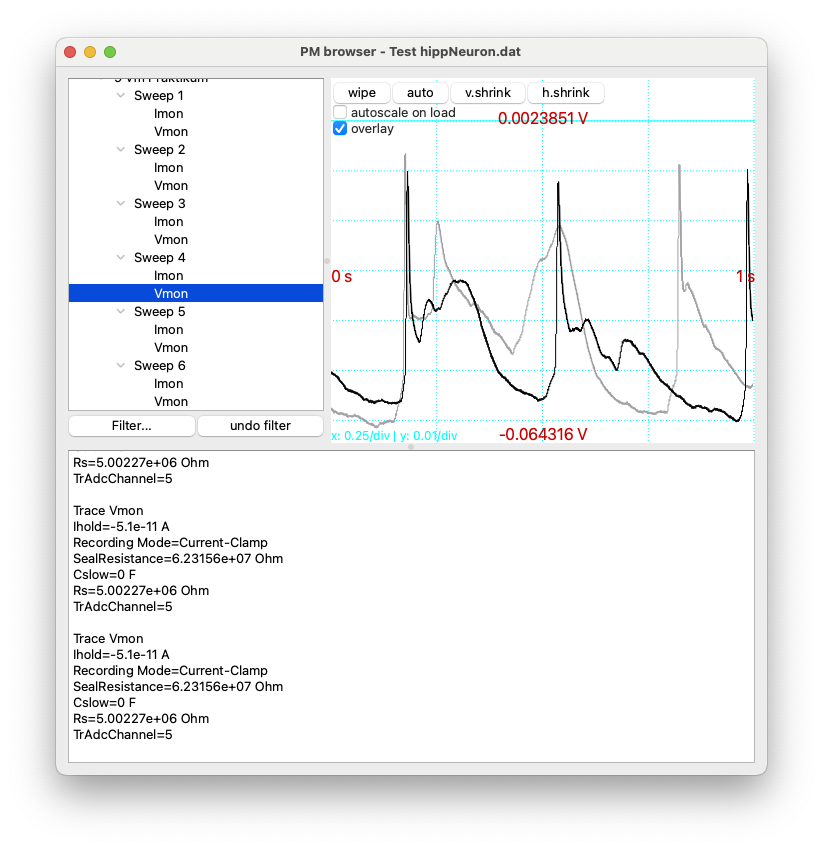 PM browser - Test hippNeuron.dat
Sweep 1
Imon
Vmon
Sweep 2
Imon
Vmon
Sweep 3
Imon
Vmon
Sweep 4
Imon
Vmon
Sweep 5
Imon
Vmon
Sweep 6
Imon
Vmon
Filter...
undo filter
wipe
auto
v.shrink
h.shrink
autoscale on load
overlay
0.0023851 V
0 s
1 s
x: 0.25/div | y: 0.01/div
-0.064316 V
Rs=5.00227e+06 Ohm
TrAdcChannel=5
Trace Vmon
Ihold=-5.1e-11 A
Recording Mode=Current-Clamp
SealResistance=6.23156e+07 Ohm
Cslow=0 F
Rs=5.00227e+06 Ohm
TrAdcChannel=5
Trace Vmon
Ihold=-5.1e-11 A
Recording Mode=Current-Clamp
SealResistance=6.23156e+07 Ohm
Cslow=0 F
Rs=5.00227e+06 Ohm
TrAdcChannel=5